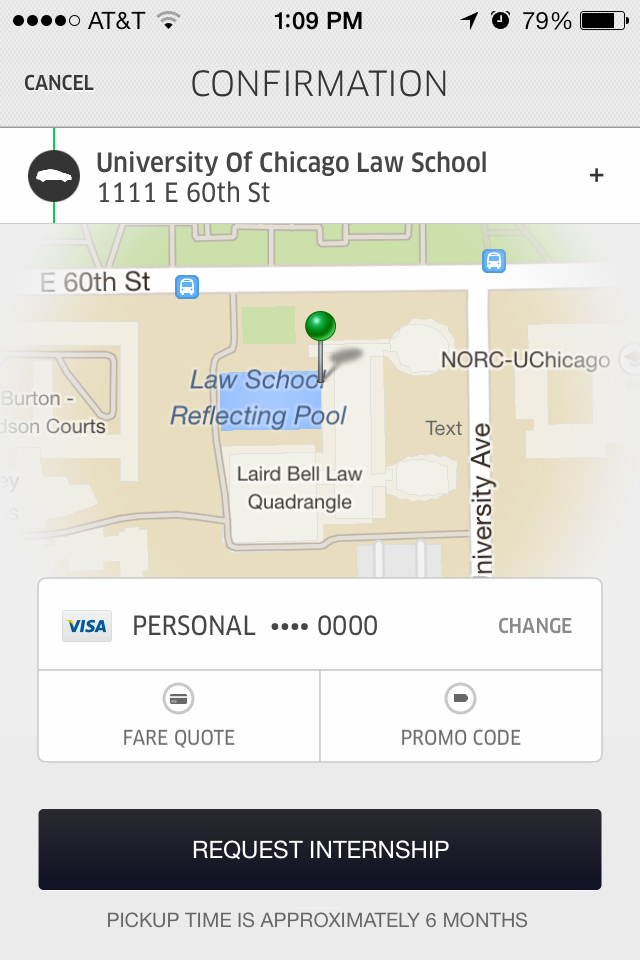 AT&T 1:09 PM 79%
CANCEL CONFIRMATION
University Of Chicago Law School
1111 E 60th St
+
E 60th St
NORC-UChicago
Law School
Reflecting Pool
Burton -
dson Courts
Text
Laird Bell Law
Quadrangle
ey
s
niversity Ave
VISA PERSONAL •••• 0000 CHANGE
FARE QUOTE PROMO CODE
REQUEST INTERNSHIP
PICKUP TIME IS APPROXIMATELY 6 MONTHS